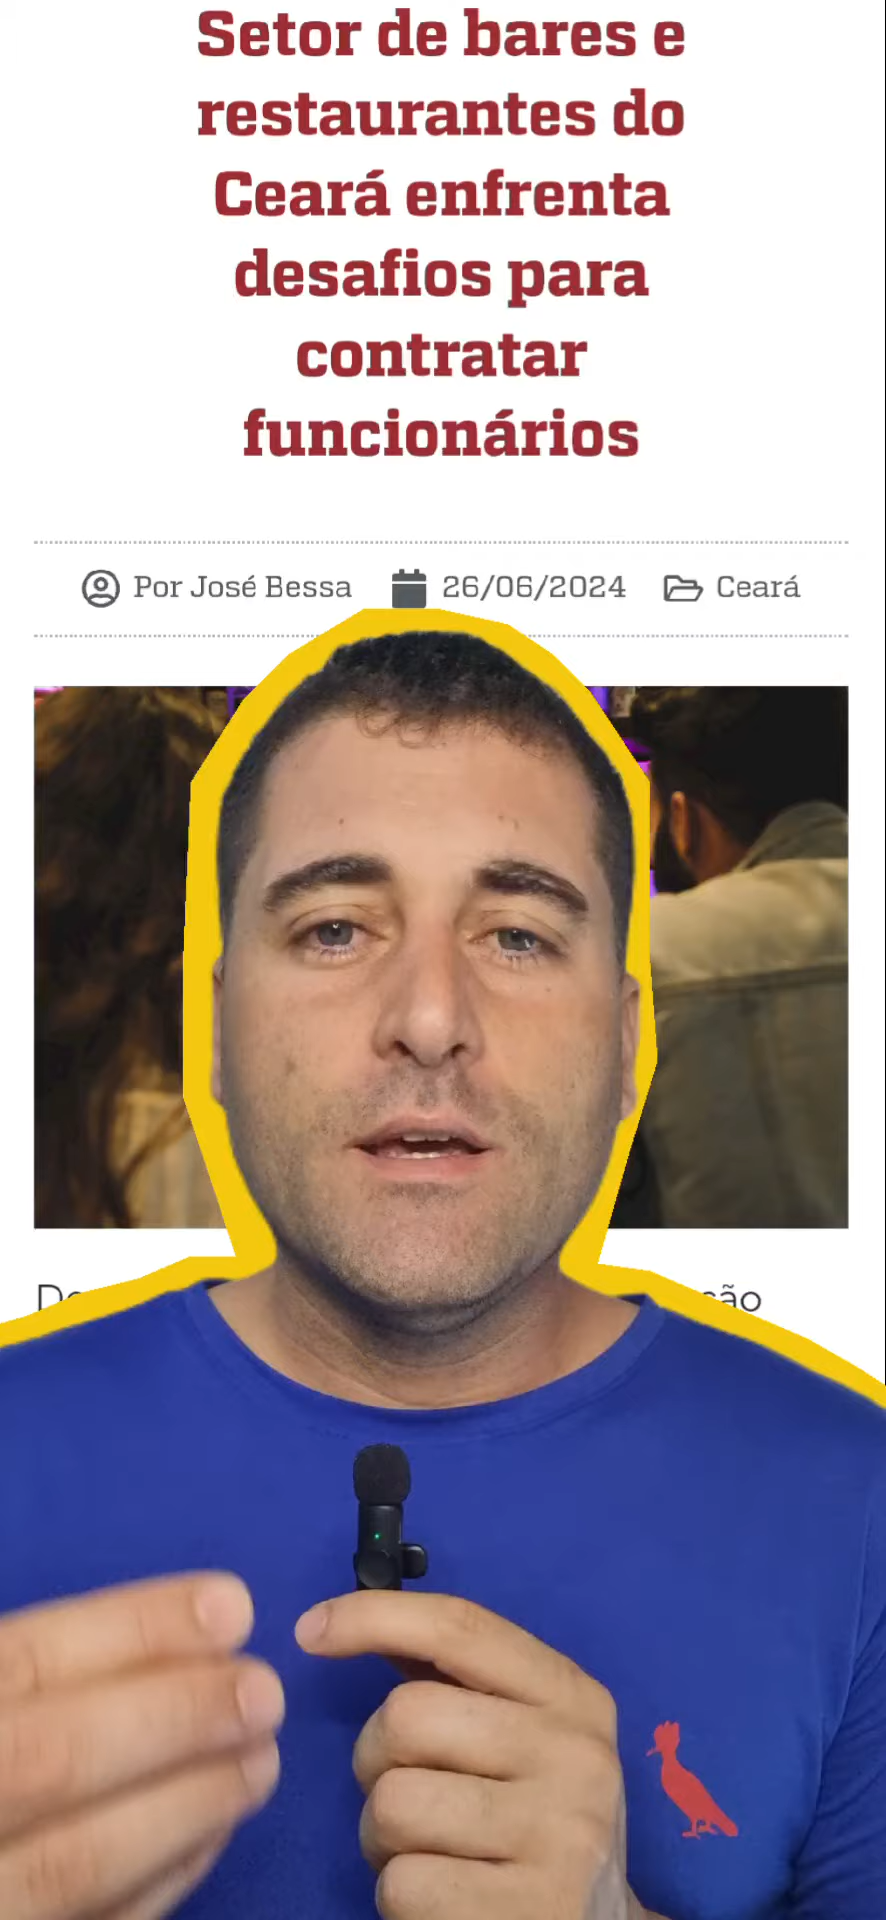 Setor de bares e
restaurantes do
Ceará enfrenta
desafios para
contratar
funcionários
Por José Bessa 26/06/2024 Ceará